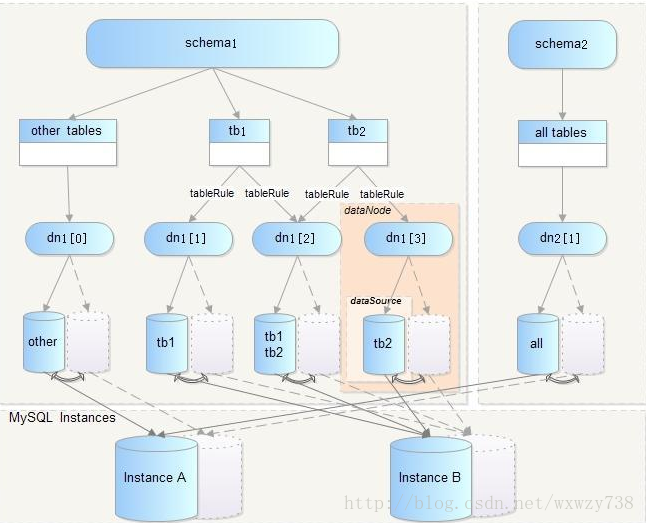 schema1
schema2
other tables
tb1
tb2
all tables
tableRule
tableRule
tableRule
tableRule
dataNode
dn1[0]
dn1[1]
dn1[2]
dn1[3]
dn2[1]
dataSource
other
tb1
tb1
tb2
tb2
all
MySQL Instances
Instance A
Instance B
http://blog.csdn.net/wxwzy738